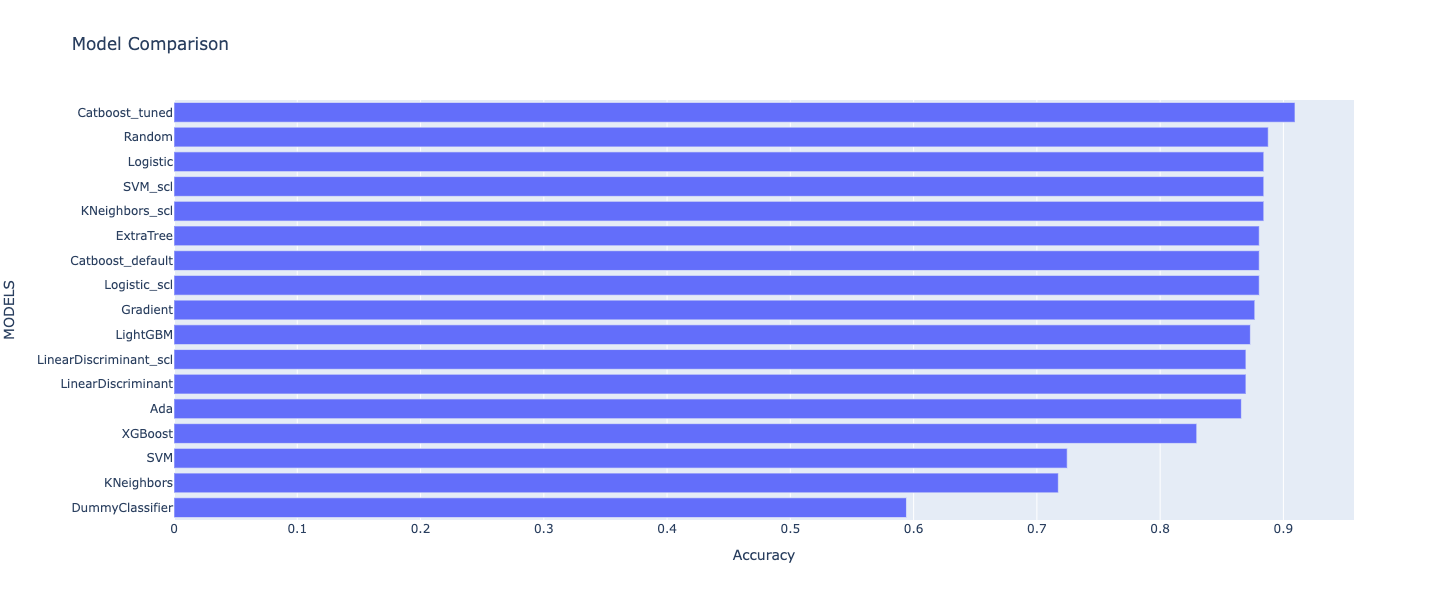 Model Comparison
Catboost_tuned
Random
Logistic
SVM_scl
KNeighbors_scl
ExtraTree
Catboost_default
Logistic_scl
Gradient
LightGBM
LinearDiscriminant_scl
LinearDiscriminant
Ada
XGBoost
SVM
KNeighbors
DummyClassifier
MODELS
0 0.1 0.2 0.3 0.4 0.5 0.6 0.7 0.8 0.9
Accuracy